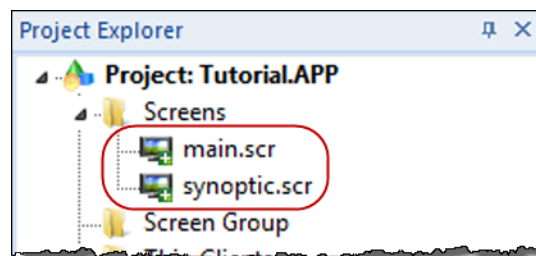 Project Explorer
Project: Tutorial.APP
Screens
main.scr
synoptic.scr
Screen Group